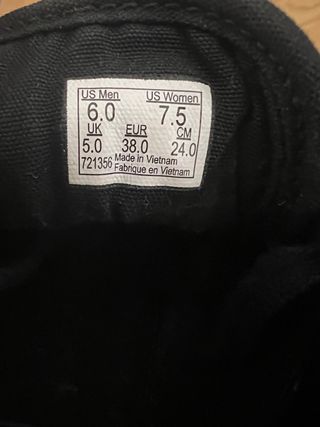 US Men US Women
6.0 7.5
UK EUR CM
5.0 38.0 24.0
721356 Made in Vietnam
Fabrique en Vietnam